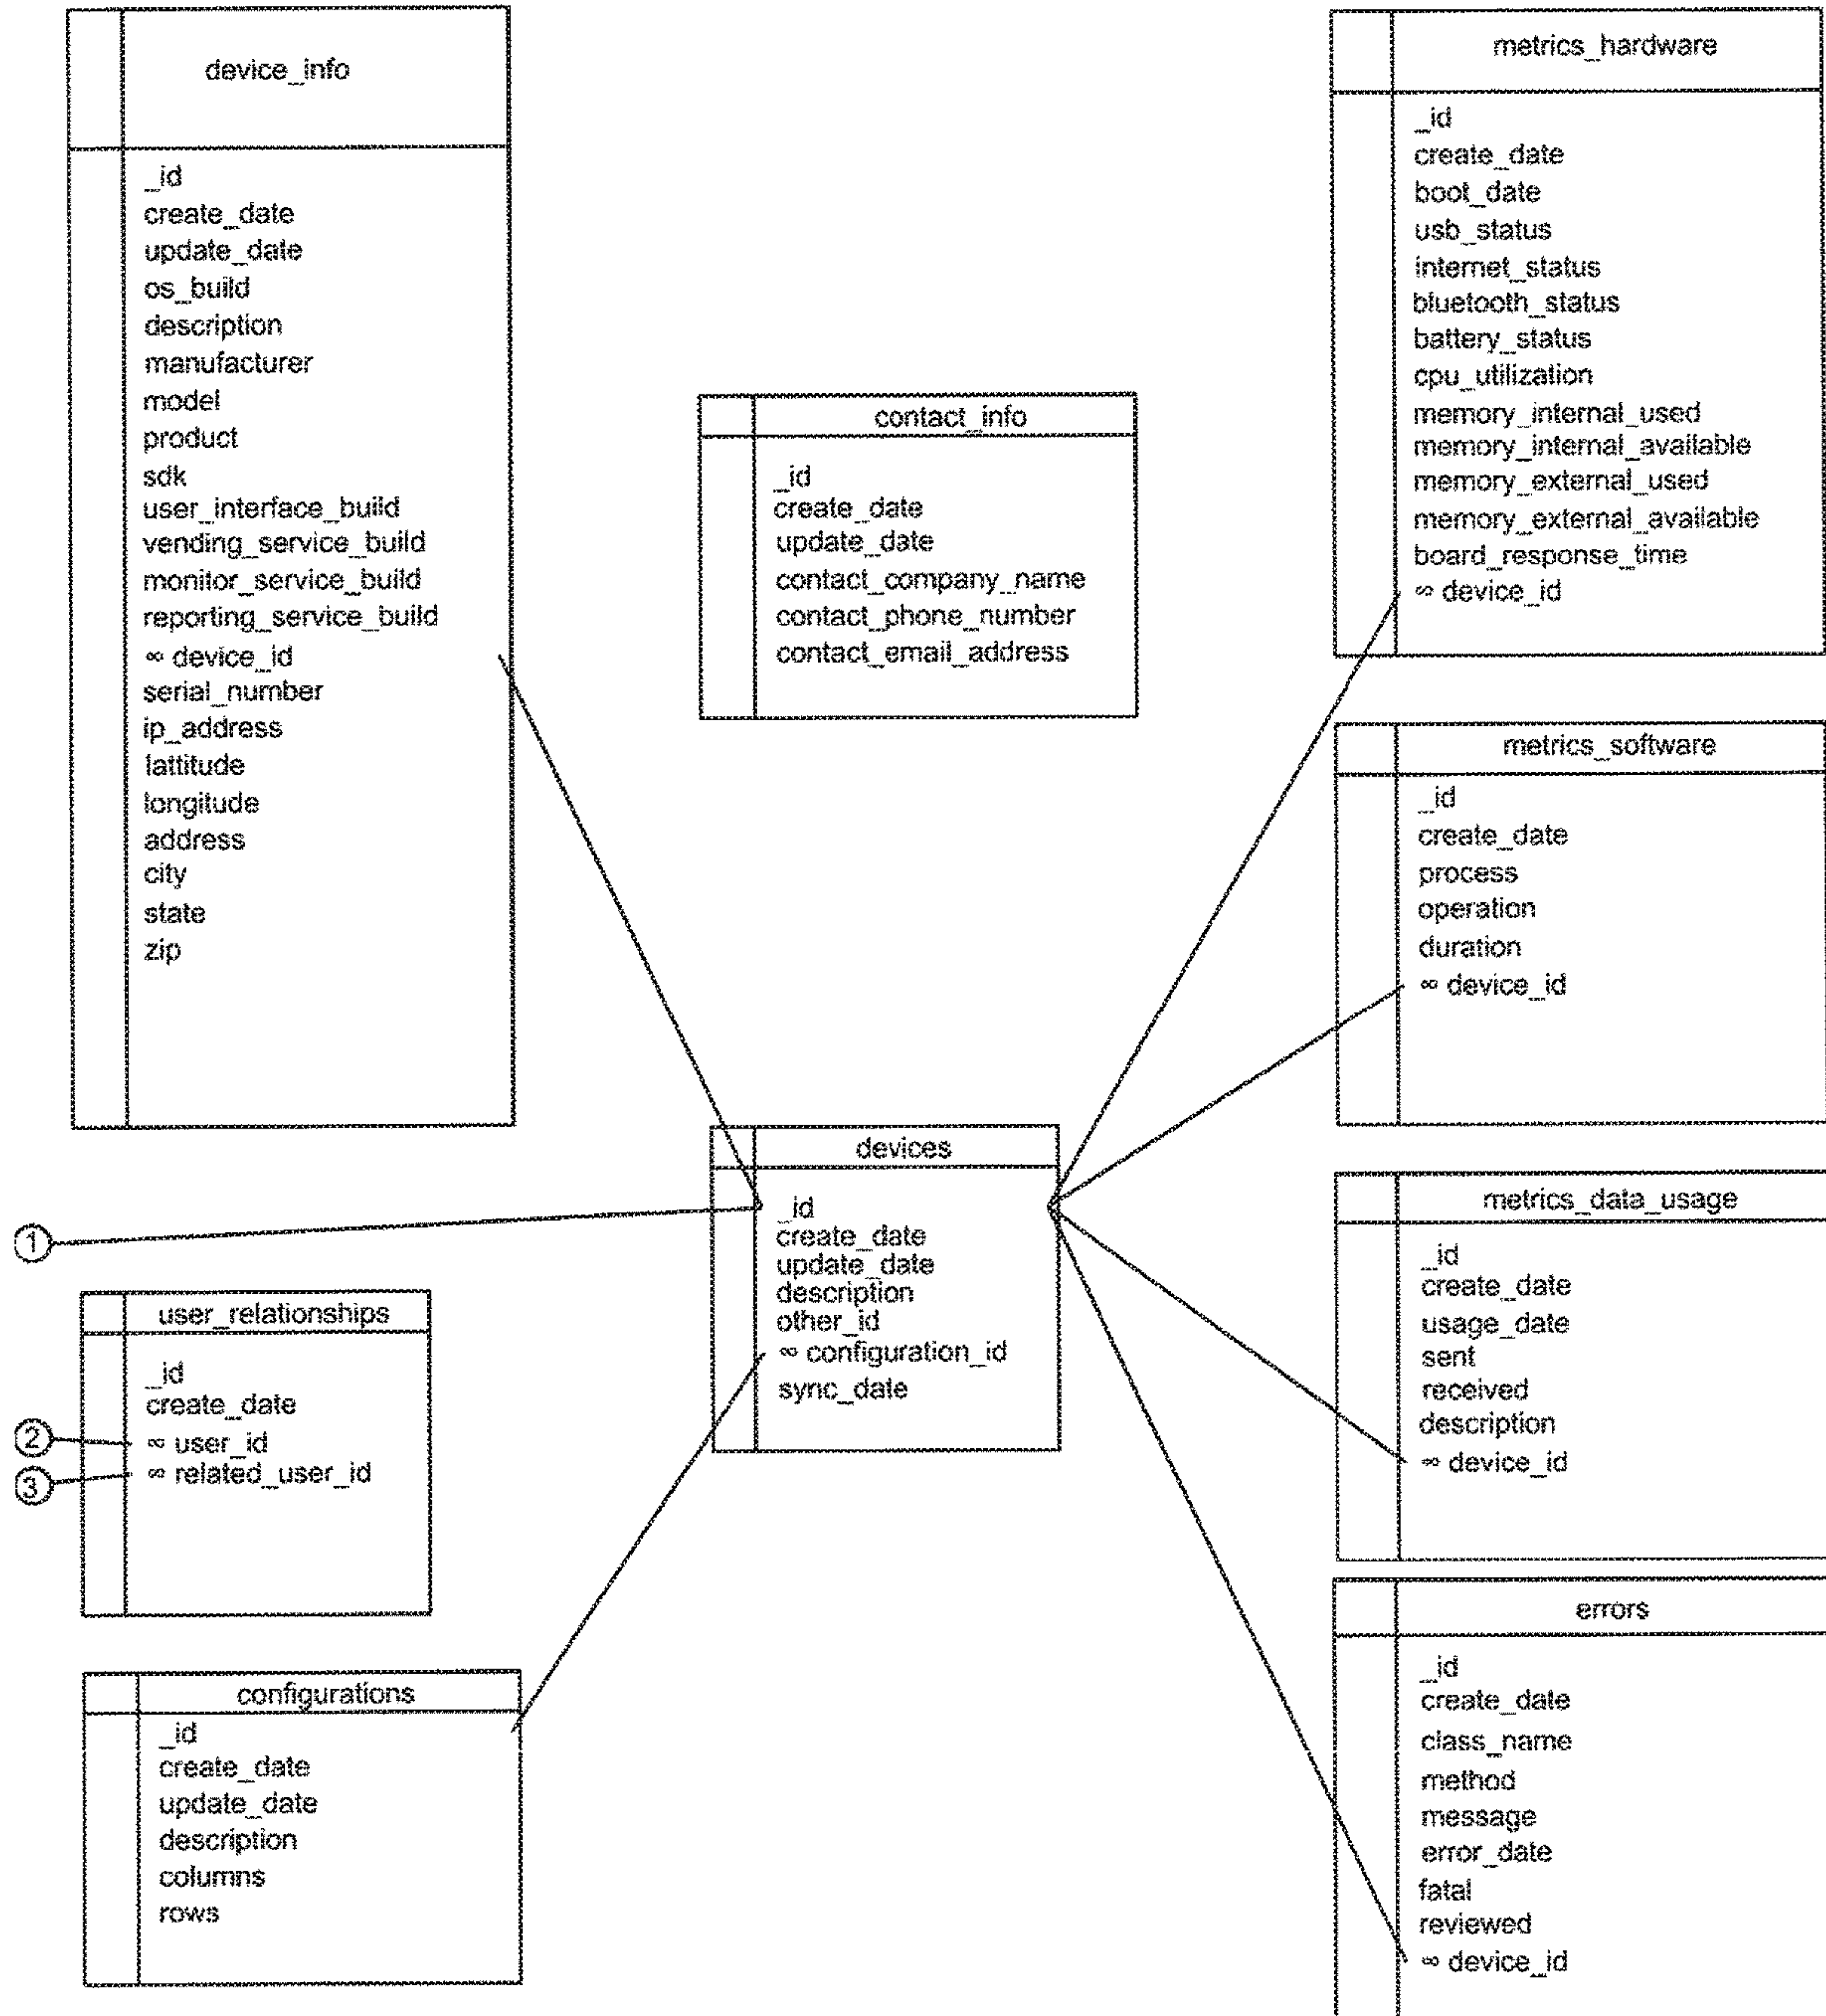 device_info
_id
create_date
update_date
os_build
description
manufacturer
model
product
sdk
user_interface_build
vending_service_build
monitor_service_build
reporting_service_build
∞ device_id
serial_number
ip_address
lattitude
longitude
address
city
state
zip
contact_info
_id
create_date
update_date
contact_company_name
contact_phone_number
contact_email_address
metrics_hardware
_id
create_date
boot_date
usb_status
internet_status
bluetooth_status
battery_status
cpu_utilization
memory_internal_used
memory_internal_available
memory_external_used
memory_external_available
board_response_time
∞ device_id
metrics_software
_id
create_date
process
operation
duration
∞ device_id
devices
_id
create_date
update_date
description
other_id
∞ configuration_id
sync_date
metrics_data_usage
_id
create_date
usage_date
sent
received
description
∞ device_id
1
user_relationships
_id
create_date
2
∞ user_id
3
∞ related_user_id
configurations
_id
create_date
update_date
description
columns
rows
errors
_id
create_date
class_name
method
message
error_date
fatal
reviewed
∞ device_id